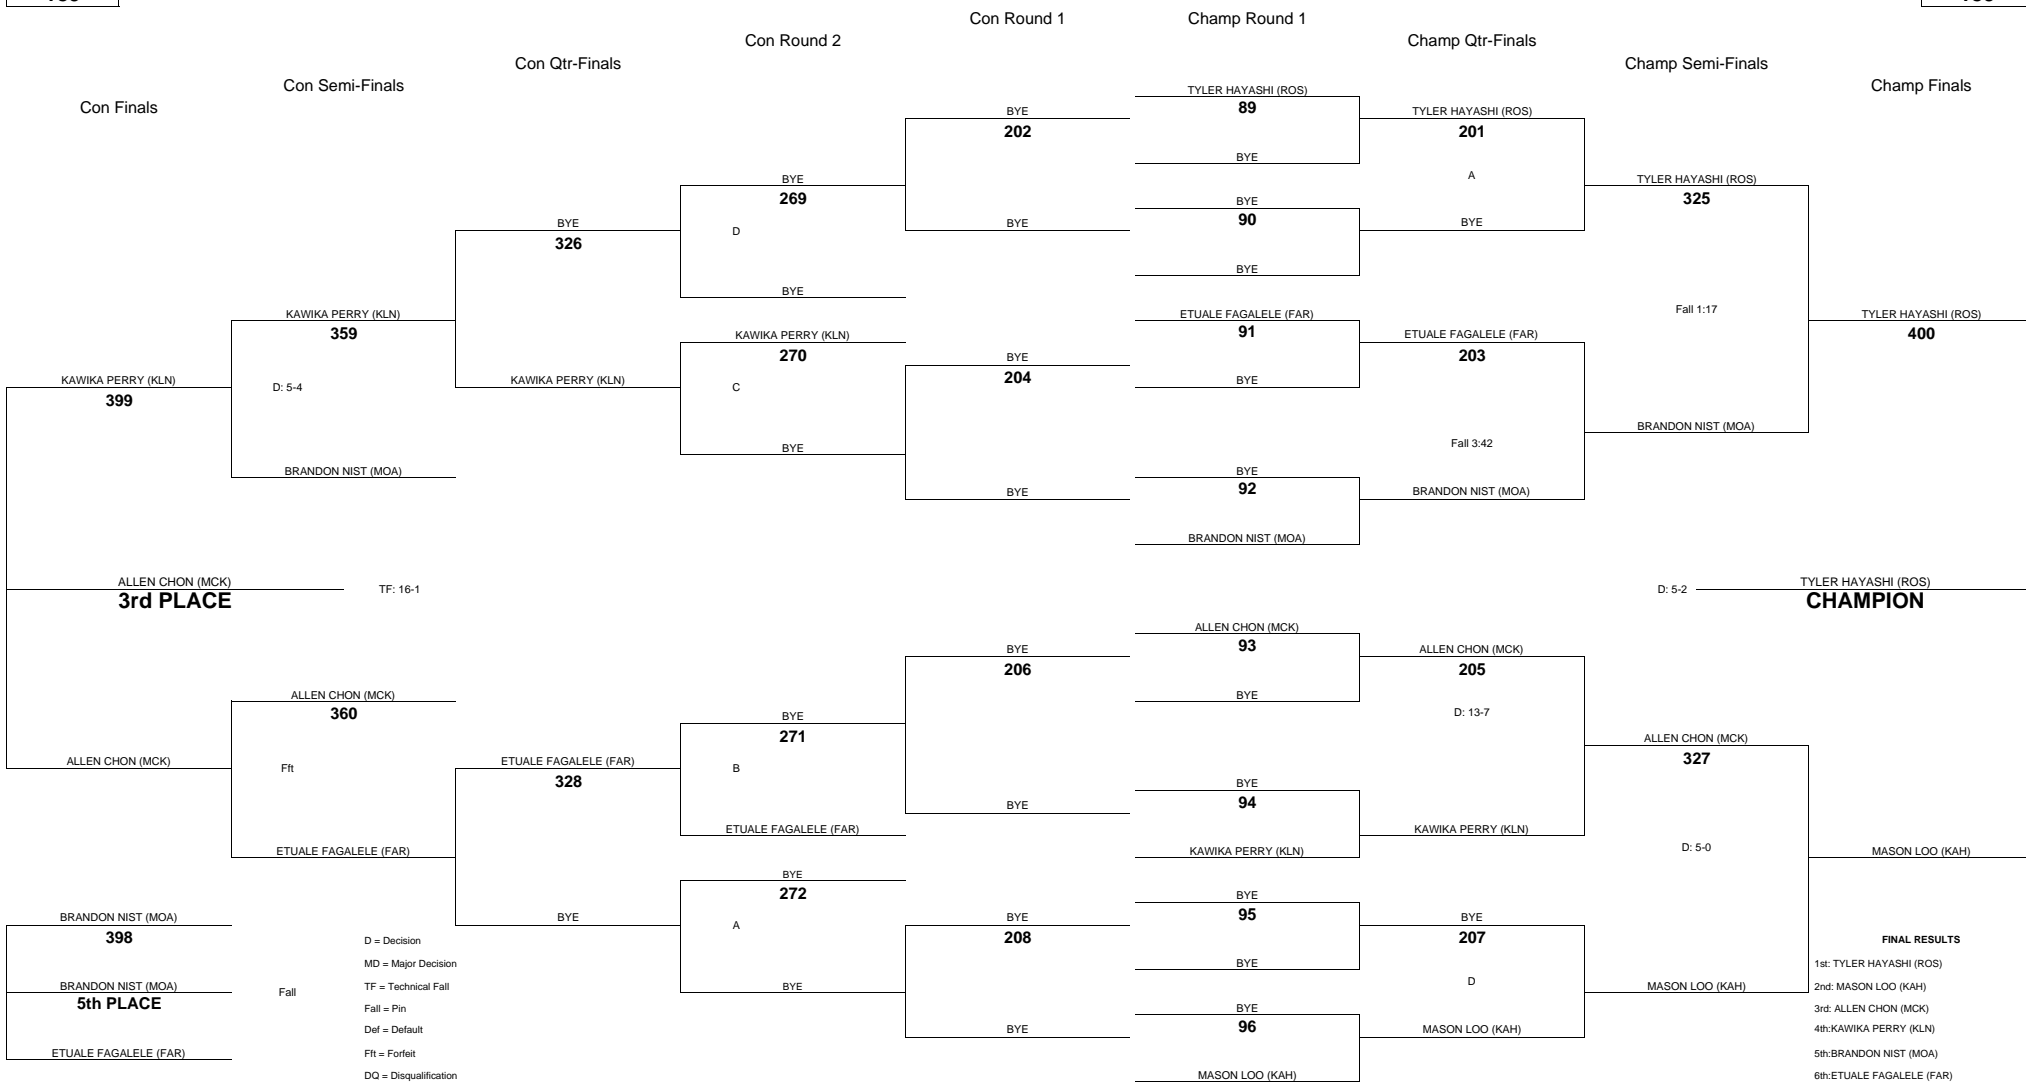 Con Round 1
Champ Round 1
Con Round 2
Champ Qtr-Finals
Con Qtr-Finals
Champ Semi-Finals
Con Semi-Finals
Champ Finals
Con Finals
TYLER HAYASHI (ROS)
89
BYE
BYE
90
BYE
ETUALE FAGALELE (FAR)
91
BYE
BYE
92
BRANDON NIST (MOA)
ALLEN CHON (MCK)
93
BYE
BYE
94
KAWIKA PERRY (KLN)
BYE
95
BYE
BYE
96
MASON LOO (KAH)
TYLER HAYASHI (ROS)
201
A
BYE
ETUALE FAGALELE (FAR)
203
Fall 3:42
BRANDON NIST (MOA)
ALLEN CHON (MCK)
205
D: 13-7
KAWIKA PERRY (KLN)
BYE
207
D
MASON LOO (KAH)
TYLER HAYASHI (ROS)
325
Fall 1:17
BRANDON NIST (MOA)
ALLEN CHON (MCK)
327
D: 5-0
MASON LOO (KAH)
TYLER HAYASHI (ROS)
400
D: 5-2
TYLER HAYASHI (ROS)
CHAMPION
MASON LOO (KAH)
BYE
202
BYE
BYE
204
BYE
BYE
206
BYE
BYE
208
BYE
BYE
269
D
BYE
KAWIKA PERRY (KLN)
270
C
BYE
BYE
271
B
ETUALE FAGALELE (FAR)
BYE
272
A
BYE
BYE
326
KAWIKA PERRY (KLN)
ETUALE FAGALELE (FAR)
328
BYE
KAWIKA PERRY (KLN)
359
D: 5-4
BRANDON NIST (MOA)
ALLEN CHON (MCK)
360
Fft
ETUALE FAGALELE (FAR)
KAWIKA PERRY (KLN)
399
ALLEN CHON (MCK)
3rd PLACE
TF: 16-1
ALLEN CHON (MCK)
BRANDON NIST (MOA)
398
BRANDON NIST (MOA)
5th PLACE
Fall
ETUALE FAGALELE (FAR)
D = Decision
MD = Major Decision
TF = Technical Fall
Fall = Pin
Def = Default
Fft = Forfeit
DQ = Disqualification
FINAL RESULTS
1st: TYLER HAYASHI (ROS)
2nd: MASON LOO (KAH)
3rd: ALLEN CHON (MCK)
4th:KAWIKA PERRY (KLN)
5th:BRANDON NIST (MOA)
6th:ETUALE FAGALELE (FAR)